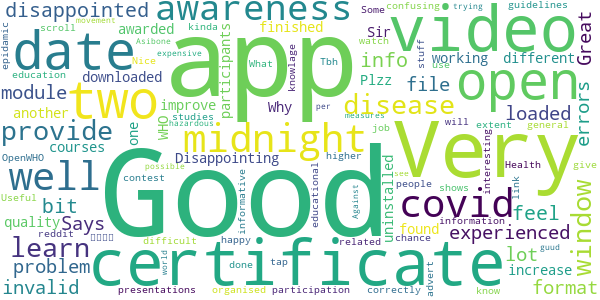 disappointed awareness video Some confusing trying guidelines
movement scroll kinda finished awarded Sir info watch
epidemic date app open working different Great stuff
Asibone expensive Nice downloaded participants What Tbh knowlage Why Plzz use
education module another improve file loaded errors
two disease studies hazardous WHO per measures job extent
provide courses one midnight Very will general
OpenWHO well Disappointing higher interesting Health give
Useful possible bit Good covid window
contest quality Says informative educational Against people see shows link feel
reddit learn happy related uninstalled found chance information experienced
difficult world done tap lot guud increase
problem certificate
invalid presentations organised participation advert correctly know format